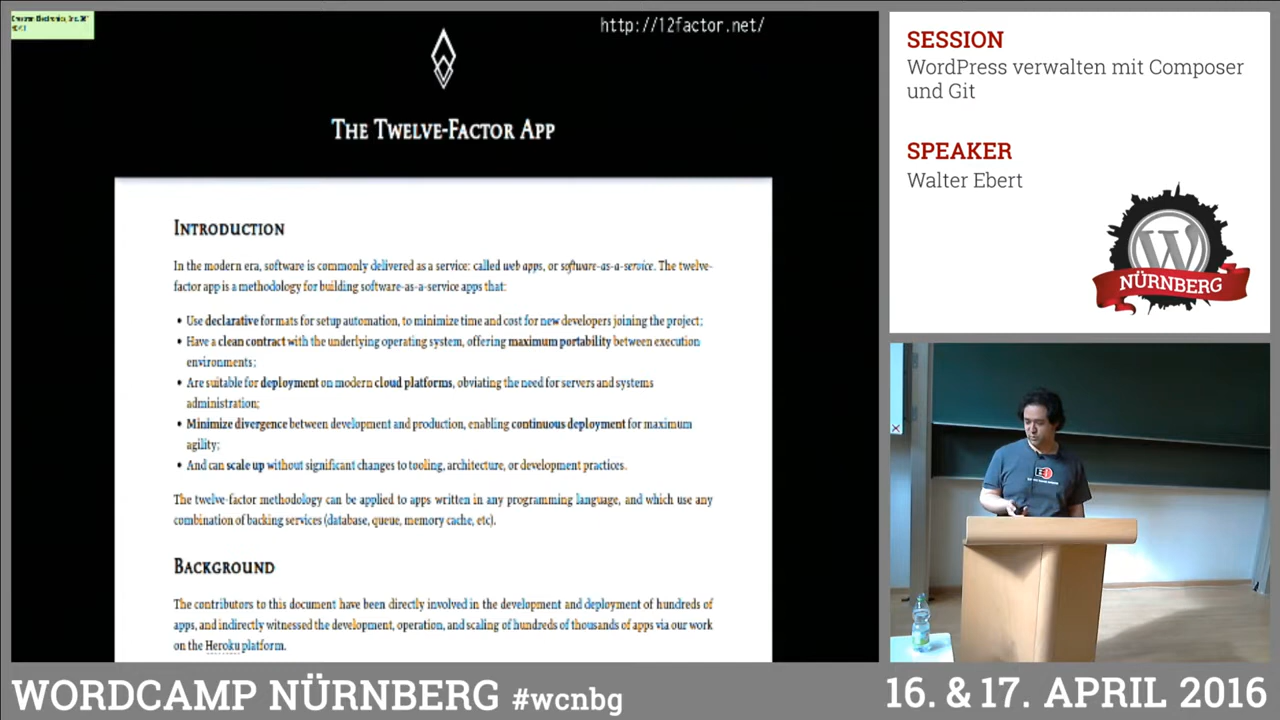 http://12factor.net/
THE TWELVE-FACTOR APP
INTRODUCTION
In the modern era, software is commonly delivered as a service: called web apps, or software-as-a-service. The twelve-
factor app is a methodology for building software-as-a-service apps that:
• Use declarative formats for setup automation, to minimize time and cost for new developers joining the project;
• Have a clean contract with the underlying operating system, offering maximum portability between execution
environments;
• Are suitable for deployment on modern cloud platforms, obviating the need for servers and systems
administration;
• Minimize divergence between development and production, enabling continuous deployment for maximum
agility;
• And can scale up without significant changes to tooling, architecture, or development practices.
The twelve-factor methodology can be applied to apps written in any programming language, and which use any
combination of backing services (database, queue, memory cache, etc).
BACKGROUND
The contributors to this document have been directly involved in the development and deployment of hundreds of
apps, and indirectly witnessed the development, operation, and scaling of hundreds of thousands of apps via our work
on the Heroku platform.
SESSION
WordPress verwalten mit Composer
und Git
SPEAKER
Walter Ebert
NÜRNBERG
WORDCAMP NÜRNBERG #wcnbg
16. & 17. APRIL 2016